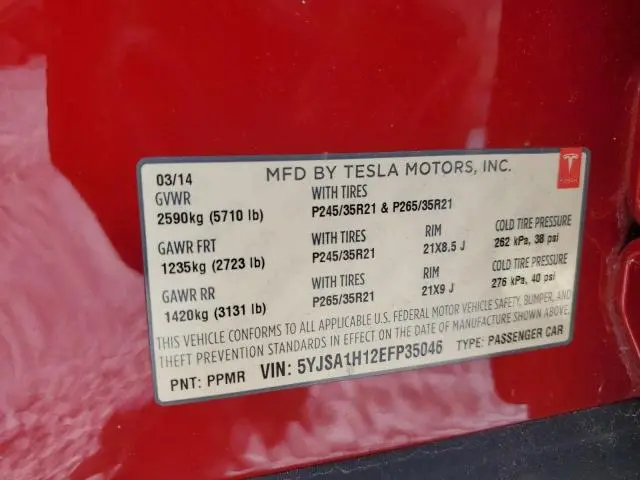 MFD BY TESLA MOTORS, INC.
03/14
GVWR
2590kg (5710 lb)
WITH TIRES
P245/35R21 & P265/35R21
GAWR FRT
1235kg (2723 lb)
WITH TIRES
P245/35R21
RIM
21X8.5 J
COLD TIRE PRESSURE
262 kPa, 38 psi
GAWR RR
1420kg (3131 lb)
WITH TIRES
P265/35R21
RIM
21X9 J
COLD TIRE PRESSURE
276 kPa, 40 psi
THIS VEHICLE CONFORMS TO ALL APPLICABLE U.S. FEDERAL MOTOR VEHICLE SAFETY, BUMPER, AND
THEFT PREVENTION STANDARDS IN EFFECT ON THE DATE OF MANUFACTURE SHOWN ABOVE.
PNT: PPMR VIN: 5YJSA1H12EFP35046 TYPE: PASSENGER CAR